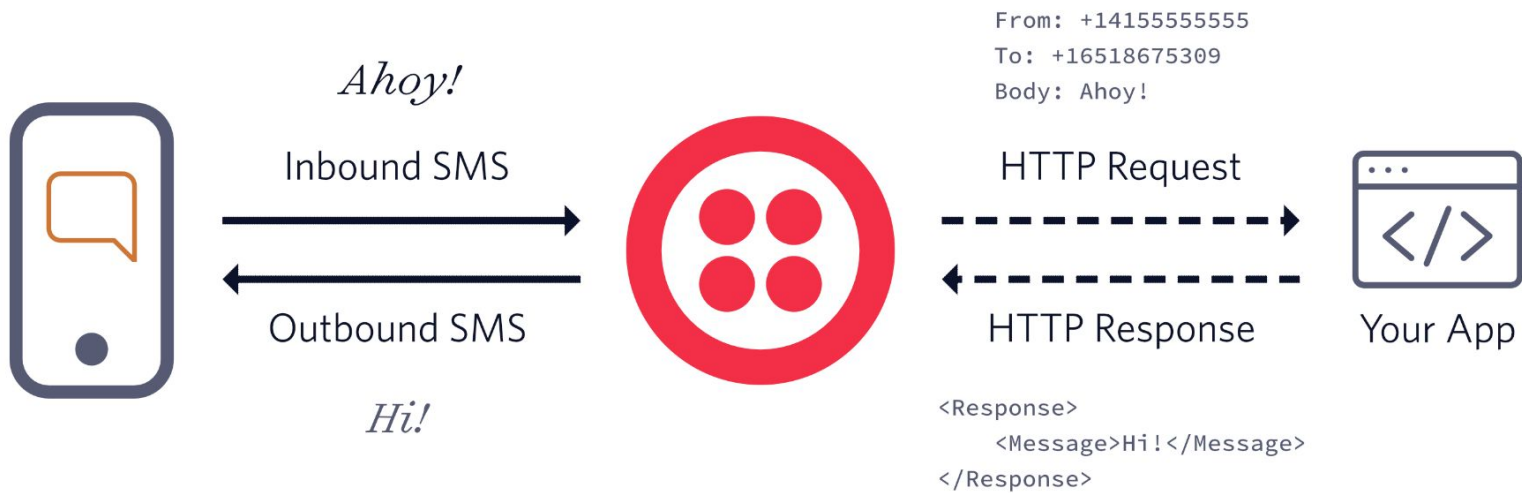 From: +14155555555
To: +16518675309
Body: Ahoy!
Ahoy!
Inbound SMS
HTTP Request
</>
Outbound SMS
HTTP Response
Your App
Hi!
<Response>
<Message>Hi!</Message>
</Response>